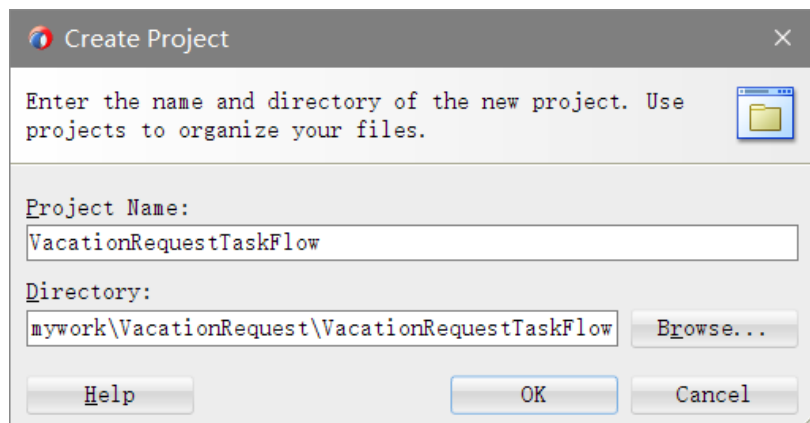 Create Project
Enter the name and directory of the new project. Use
projects to organize your files.
Project Name:
VacationRequestTaskFlow
Directory:
mywork\VacationRequest\VacationRequestTaskFlow
Browse...
Help
OK
Cancel